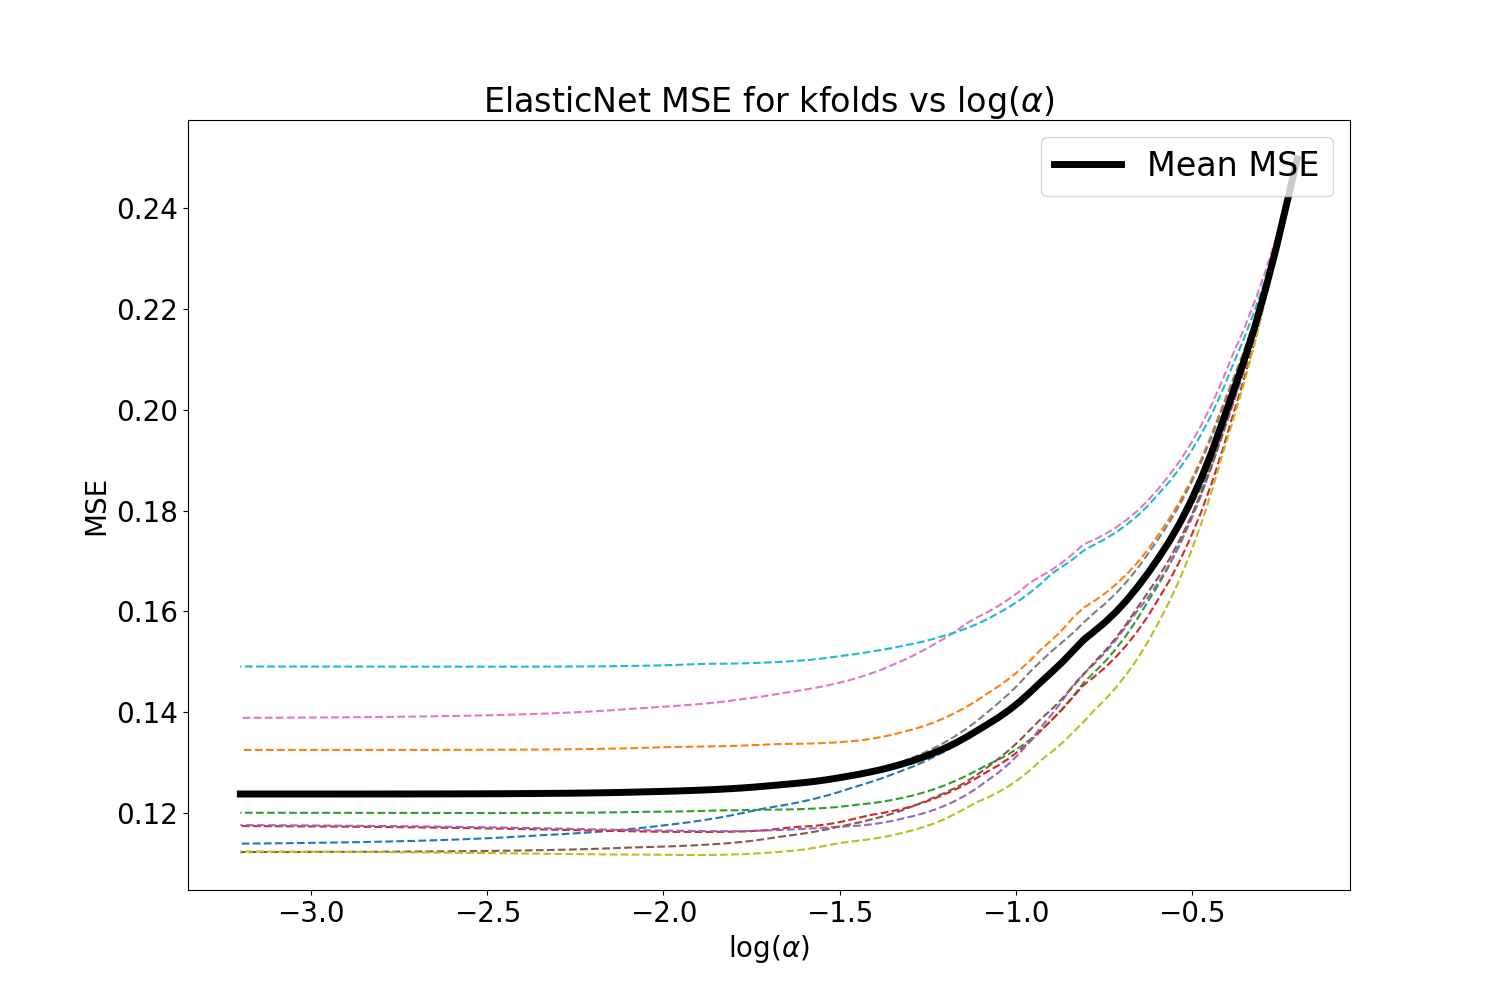 ElasticNet MSE for kfolds vs log(α)
Mean MSE
0.24
0.22
0.20
0.18
0.16
0.14
0.12
MSE
−3.0 −2.5 −2.0 −1.5 −1.0 −0.5
log(α)